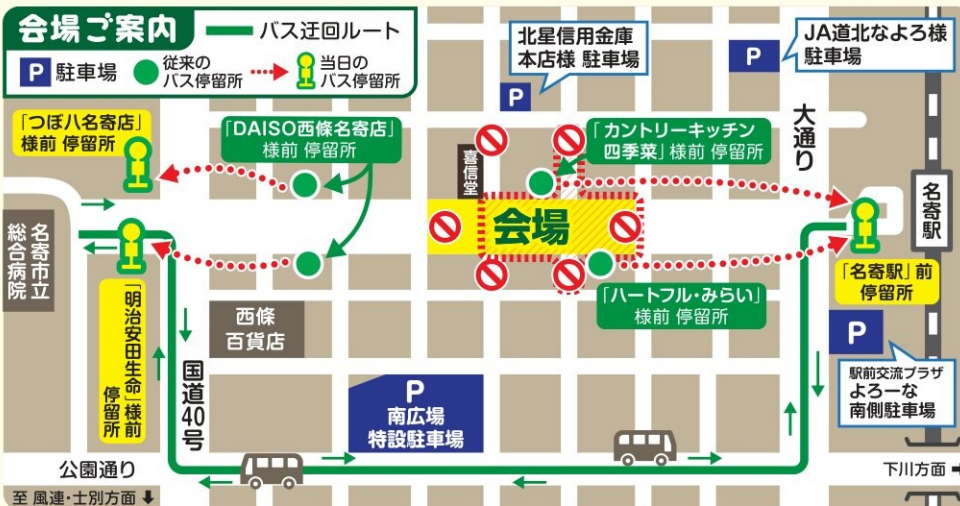 会場ご案内
バス迂回ルート
P 駐車場
従来の
バス停留所
当日の
バス停留所
北星信用金庫
本店様 駐車場
P
JA道北なよろ様
駐車場
P
「つぼ八名寄店」
様前 停留所
「DAISO西條名寄店」
様前 停留所
喜信堂
「カントリーキッチン
四季菜」様前 停留所
大通り
名寄駅
名寄市立
総合病院
会場
「名寄駅」前
停留所
「ハートフル・みらい」
様前 停留所
「明治安田生命」様前
停留所
西條
百貨店
国道40号
P
駅前交流プラザ
よろーな
南側駐車場
P
南広場
特設駐車場
公園通り
下川方面
至 風連・士別方面